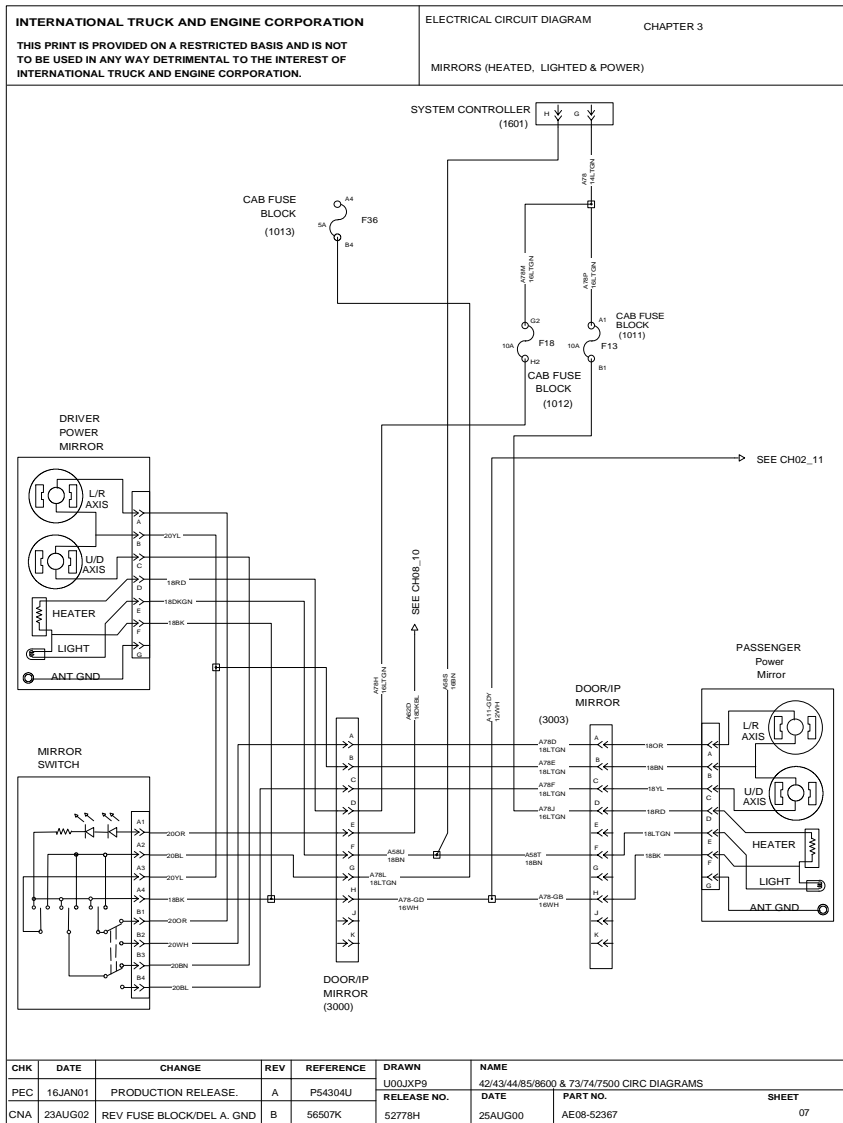 INTERNATIONAL TRUCK AND ENGINE CORPORATION
THIS PRINT IS PROVIDED ON A RESTRICTED BASIS AND IS NOT
TO BE USED IN ANY WAY DETRIMENTAL TO THE INTEREST OF
INTERNATIONAL TRUCK AND ENGINE CORPORATION.
ELECTRICAL CIRCUIT DIAGRAM
CHAPTER 3
MIRRORS (HEATED, LIGHTED & POWER)
SYSTEM CONTROLLER
(1601)
H
G
A78
14LTGN
CAB FUSE
BLOCK
(1013)
A4
5A
F36
B4
A78M
16LTGN
A78P
16LTGN
G2
10A
F18
H2
CAB FUSE
BLOCK
(1012)
A1
10A
F13
B1
CAB FUSE
BLOCK
(1011)
SEE CH02_11
DRIVER
POWER
MIRROR
L/R
AXIS
U/D
AXIS
HEATER
LIGHT
ANT GND
A
B
C
D
E
F
G
20YL
18RD
18DKGN
18BK
SEE CH08_10
A78H
16LTGN
A62D
18DKBL
A58S
16BN
A11-GDY
12WH
PASSENGER
Power
Mirror
DOOR/IP
MIRROR
(3003)
L/R
AXIS
U/D
AXIS
HEATER
LIGHT
ANT GND
A
B
C
D
E
F
G
18OR
18BN
18YL
18RD
18LTGN
18BK
A
B
C
D
E
F
G
H
J
K
A78D
18LTGN
A78E
18LTGN
A78F
18LTGN
A78J
16LTGN
A58U
18BN
A58T
18BN
A78L
18LTGN
A78-GD
16WH
A78-GB
16WH
A
B
C
D
E
F
G
H
J
K
DOOR/IP
MIRROR
(3000)
MIRROR
SWITCH
A1
A2
A3
A4
B1
B2
B3
B4
20OR
20BL
20YL
18BK
20OR
20WH
20BN
20BL
CHK DATE CHANGE REV REFERENCE DRAWN NAME
U00JXP9 42/43/44/85/8600 & 73/74/7500 CIRC DIAGRAMS
PEC 16JAN01 PRODUCTION RELEASE. A P54304U RELEASE NO. DATE PART NO. SHEET
CNA 23AUG02 REV FUSE BLOCK/DEL A. GND B 56507K 52778H 25AUG00 AE08-52367 07